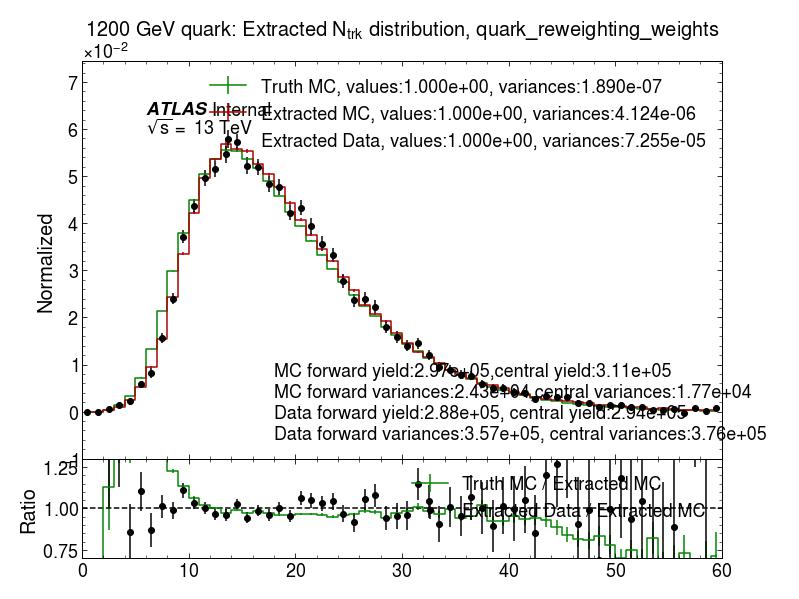 1200 GeV quark: Extracted N_trk distribution, quark_reweighting_weights
×10⁻²
Truth MC, values:1.000e+00, variances:1.890e-07
ATLAS Internal
Extracted MC, values:1.000e+00, variances:4.124e-06
√s = 13 TeV
Extracted Data, values:1.000e+00, variances:7.255e-05
7
6
5
4
3
2
1
0
1
Normalized
MC forward yield:2.97e+05,central yield:3.11e+05
MC forward variances:2.43e+04,central variances:1.77e+04
Data forward yield:2.88e+05, central yield:2.94e+05
Data forward variances:3.57e+05, central variances:3.76e+05
1.25
1.00
0.75
Ratio
Truth MC / Extracted MC
Extracted Data / Extracted MC
0 10 20 30 40 50 60